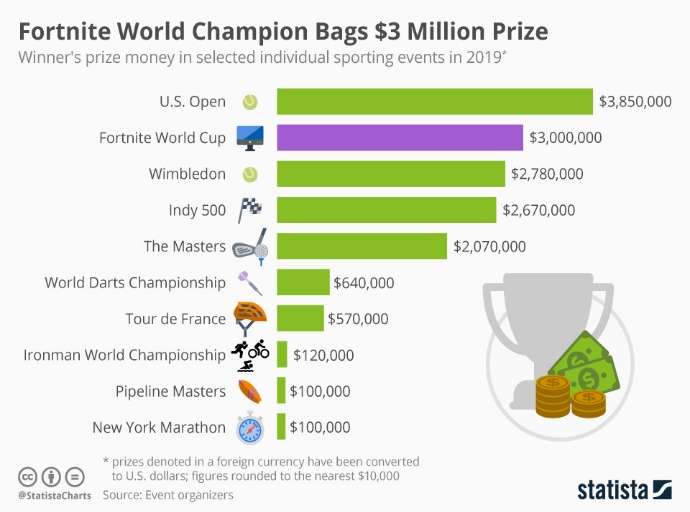 Fortnite World Champion Bags $3 Million Prize
Winner's prize money in selected individual sporting events in 2019*
U.S. Open $3,850,000
Fortnite World Cup $3,000,000
Wimbledon $2,780,000
Indy 500 $2,670,000
The Masters $2,070,000
World Darts Championship $640,000
Tour de France $570,000
Ironman World Championship $120,000
Pipeline Masters $100,000
New York Marathon $100,000
* prizes denoted in a foreign currency have been converted
to U.S. dollars; figures rounded to the nearest $10,000
@StatistaCharts Source: Event organizers
statista